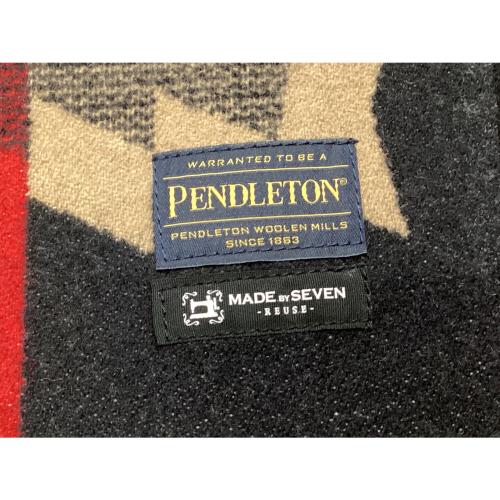 WARRANTED TO BE A
PENDLETON®
PENDLETON WOOLEN MILLS
SINCE 1863
MADE BY SEVEN
-REUSE-